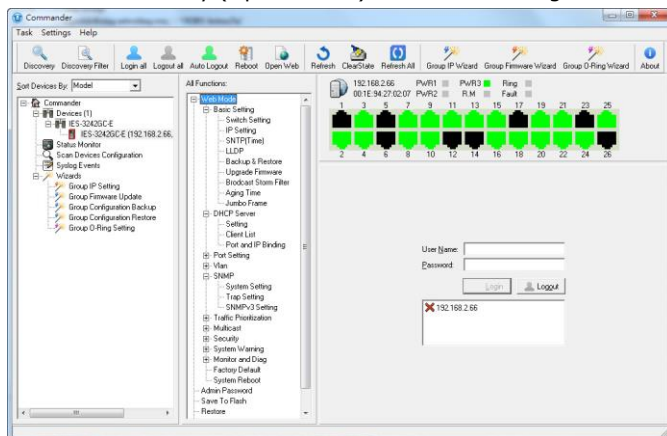 Commander
Task Settings Help
Discovery Discovery Filter Login all Logout all Auto Logout Reboot Open Web Refresh ClearState Refresh All Group IP Wizard Group Firmware Wizard Group O-Ring Wizard About
Sort Devices By: Model
Commander
Devices (1)
IES-3242GC-E
IES-3242GC-E (192.168.2.66,
Status Monitor
Scan Devices Configuration
Syslog Events
Wizards
Group IP Setting
Group Firmware Update
Group Configuration Backup
Group Configuration Restore
Group O-Ring Setting
All Functions:
Web Mode
Basic Setting
Switch Setting
IP Setting
SNTP(Time)
LLDP
Backup & Restore
Upgrade Firmware
Brodcast Storm Filter
Aging Time
Jumbo Frame
DHCP Server
Setting
Client List
Port and IP Binding
Port Setting
Vlan
SNMP
System Setting
Trap Setting
SNMPv3 Setting
Traffic Prioritization
Multicast
Security
System Warning
Monitor and Diag
Factory Default
System Reboot
Admin Password
Save To Flash
Restore
192.168.2.66 PWR1 PWR3 Ring
00:1E:94:27:02:07 PWR2 R.M Fault
1 3 5 7 9 11 13 15 17 19 21 23 25
2 4 6 8 10 12 14 16 18 20 22 24 26
User Name:
Password:
Login Logout
192.168.2.66